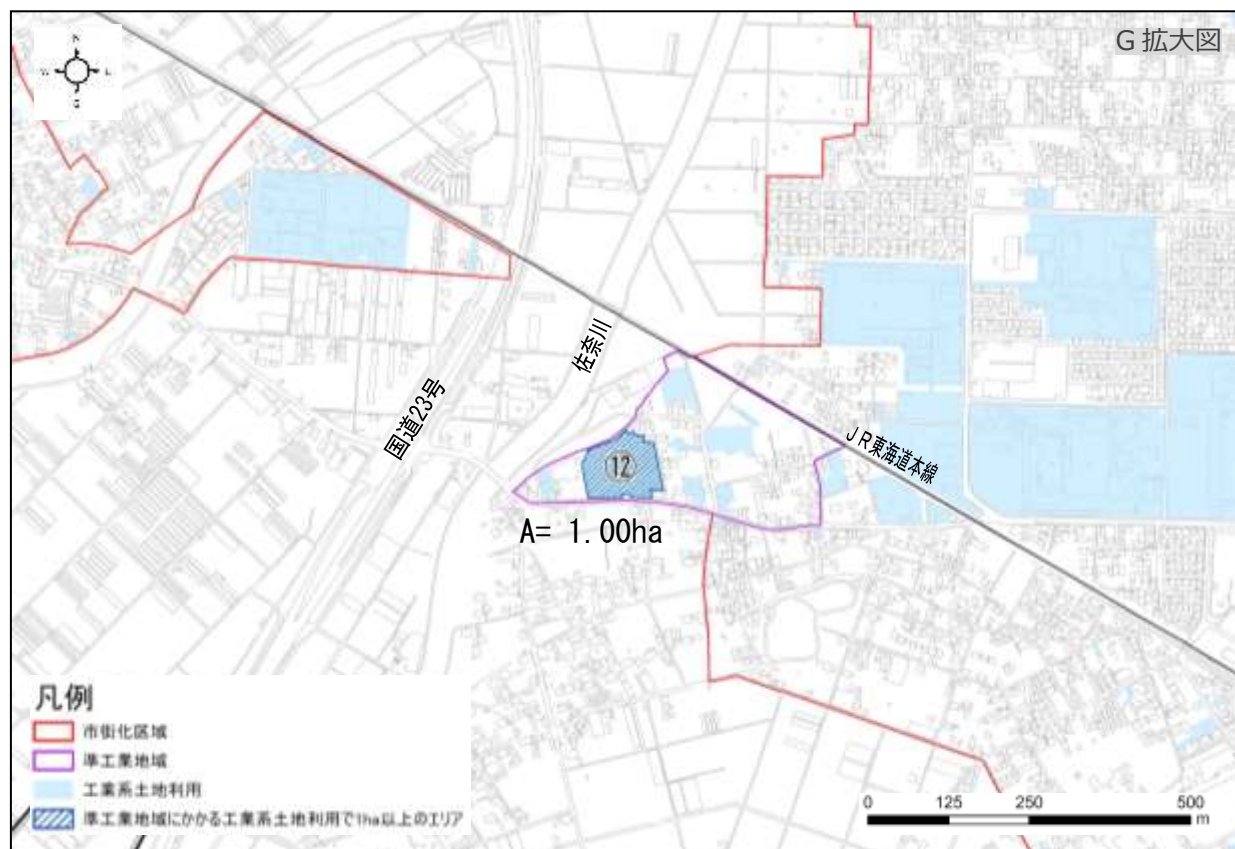 G 拡大図
佐奈川
国道23号
JR東海道本線
⑫
A= 1.00ha
凡例
市街化区域
準工業地域
工業系土地利用
準工業地域にかかる工業系土地利用で1ha以上のエリア
0 125 250 500
m